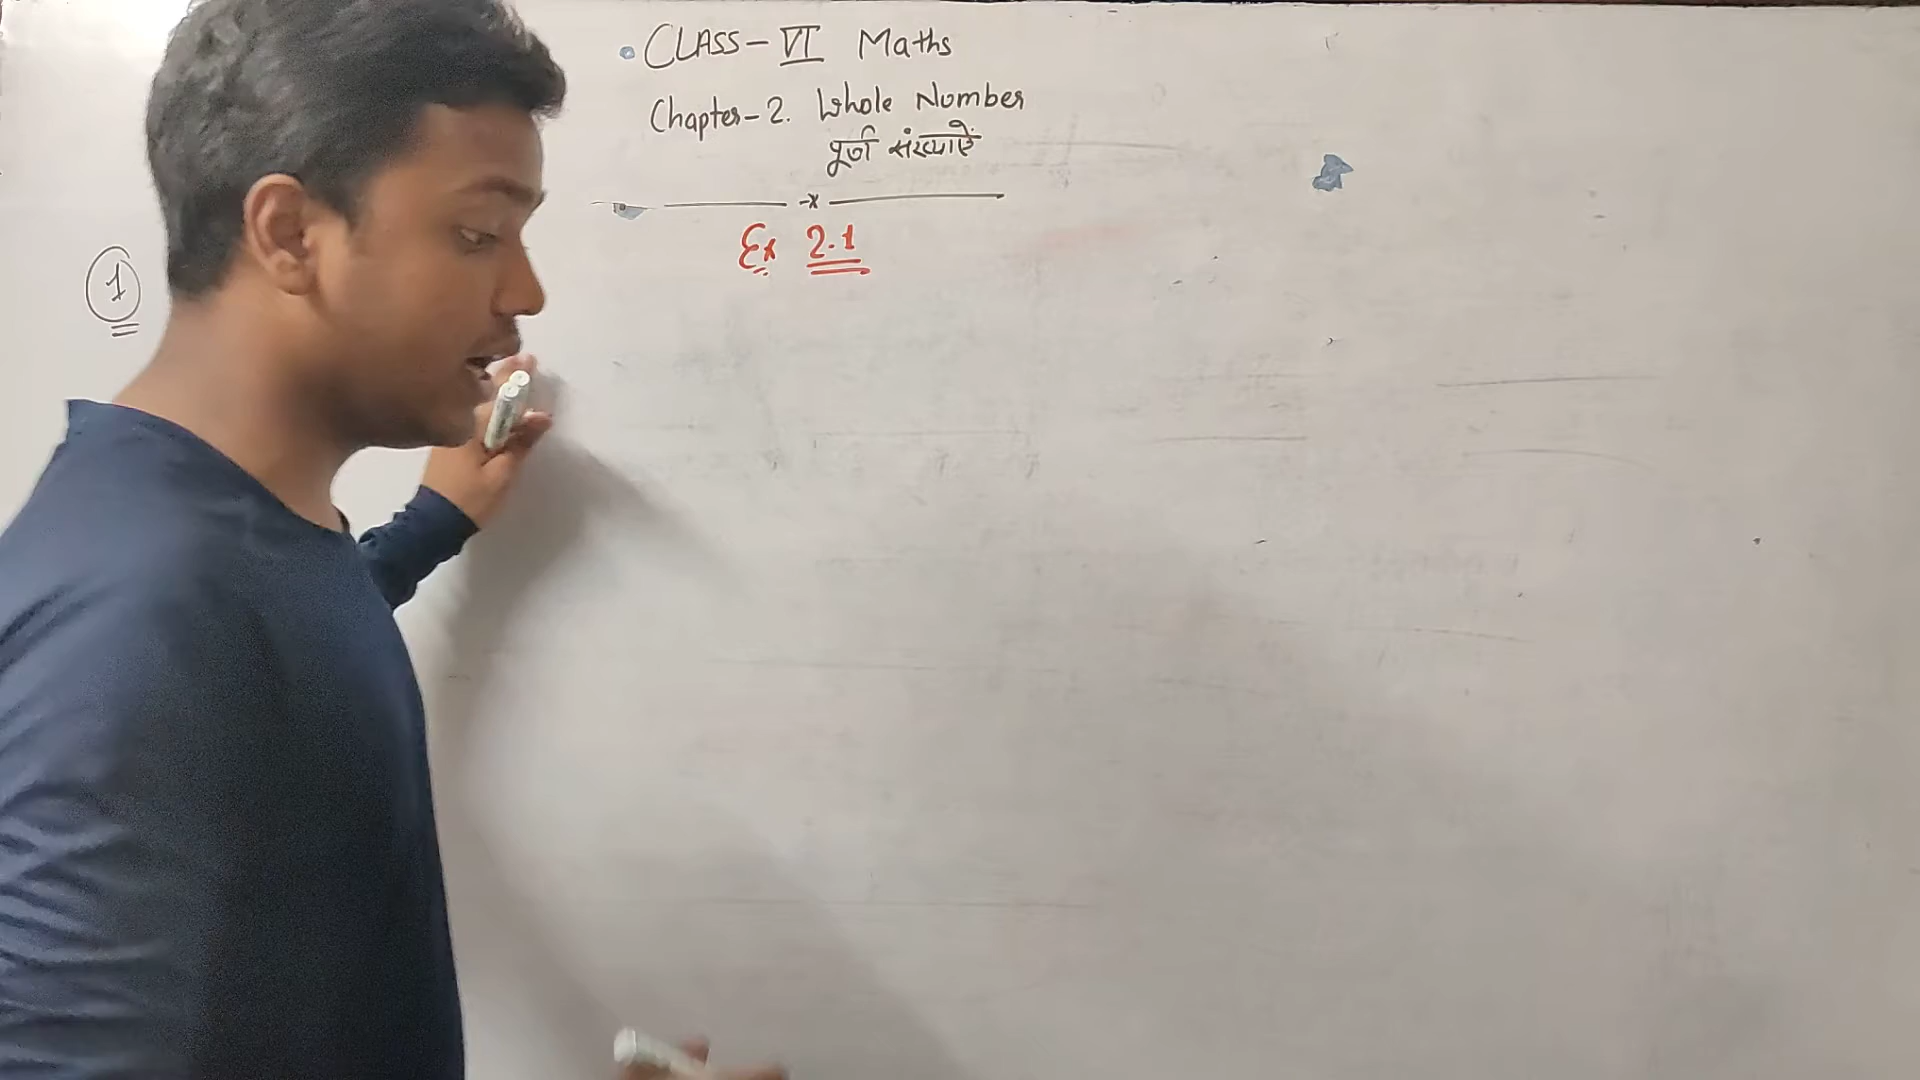 CLASS - VI Maths
Chapter - 2. Whole Number
पूर्ण संख्याएँ
Ex 2.1
1